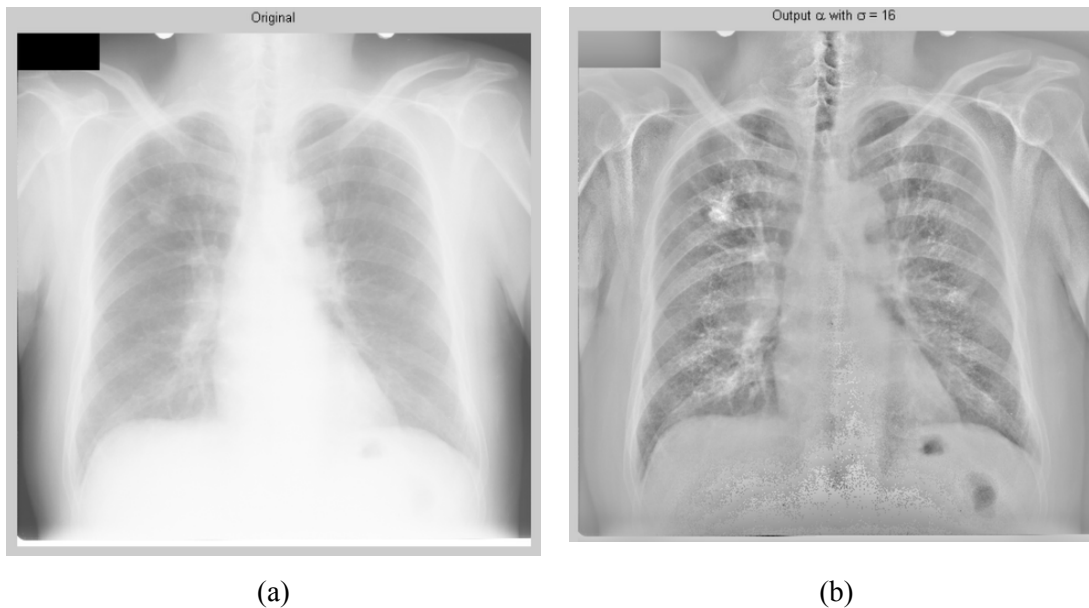 Original
Output α with σ = 16
(a)
(b)